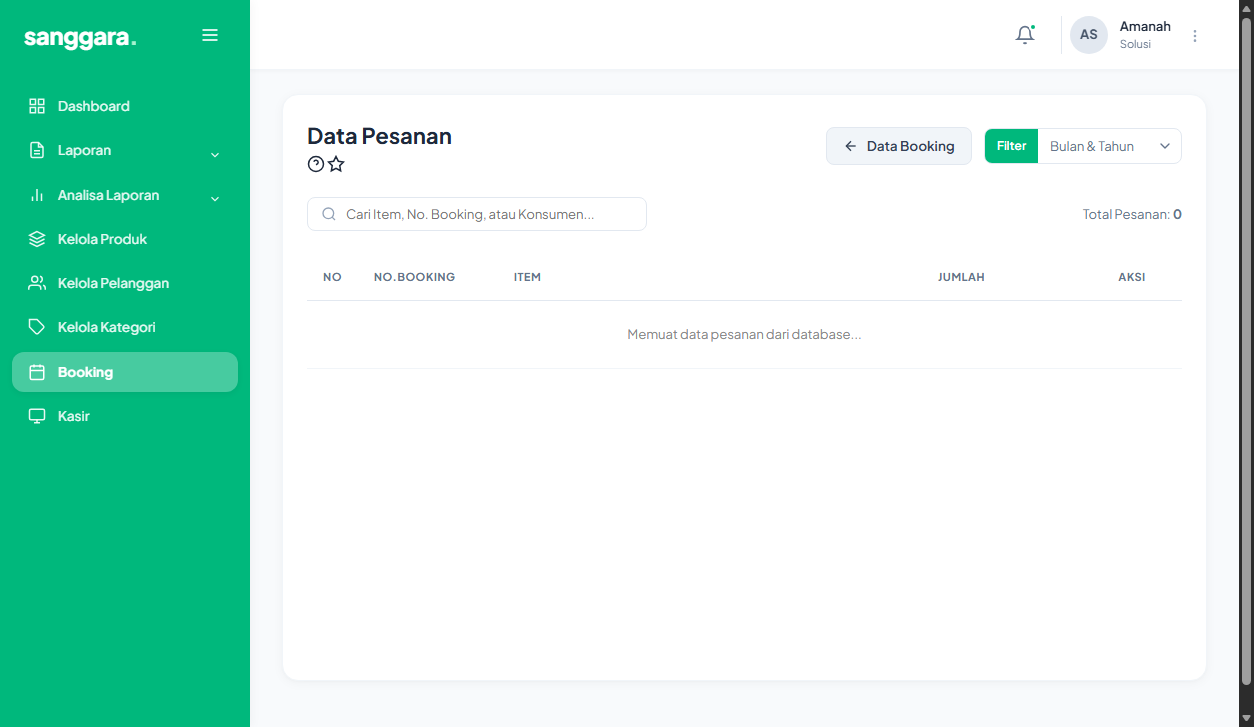 sanggara.
Dashboard
Laporan
Analisa Laporan
Kelola Produk
Kelola Pelanggan
Kelola Kategori
Booking
Kasir
AS
Amanah
Solusi
Data Pesanan
Data Booking
Filter
Bulan & Tahun
Cari Item, No. Booking, atau Konsumen...
Total Pesanan: 0
NO NO.BOOKING ITEM JUMLAH AKSI
Memuat data pesanan dari database...